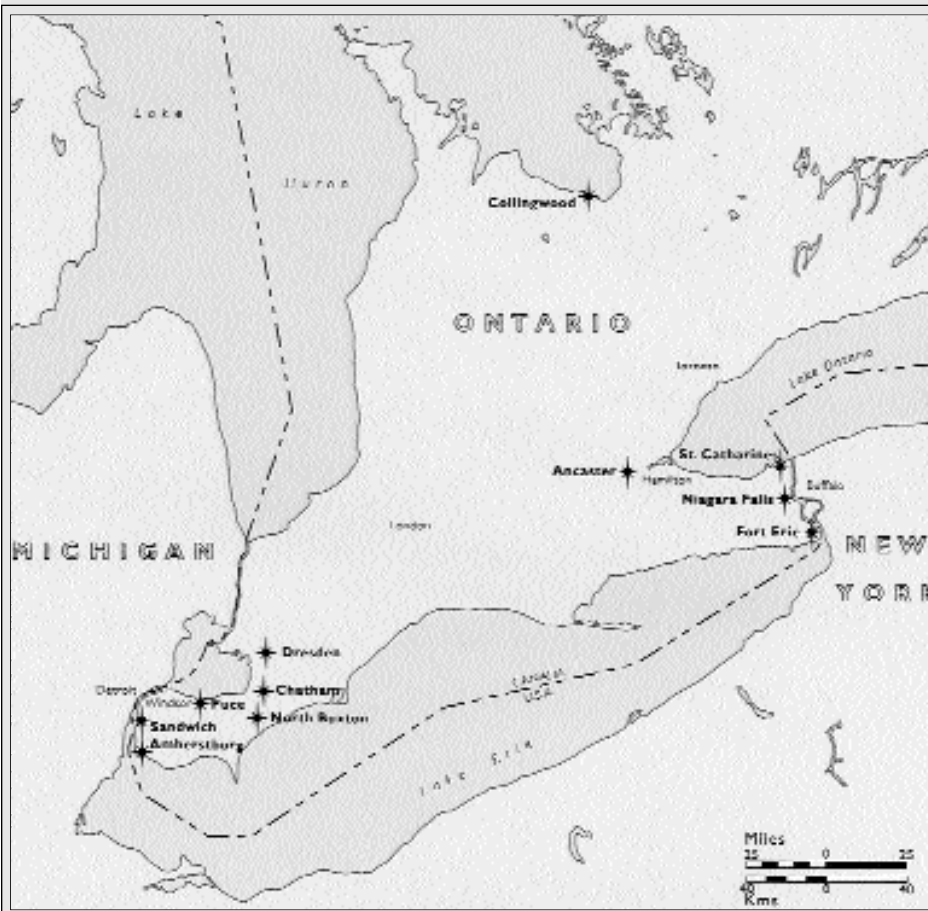 Lake
Huron
Collingwood
ONTARIO
Toronto
Lake Ontario
St. Catharine
Ancaster
Hamilton
Niagara Falls
Buffalo
London
Fort Erie
MICHIGAN
NEW
YORK
Dresden
Detroit
Windsor
Puce
Chatham
North Buxton
Sandwich
Amherstburg
CANADA
U.S.A.
Lake Erie
Miles
25 0 25
40 0 40
Kms